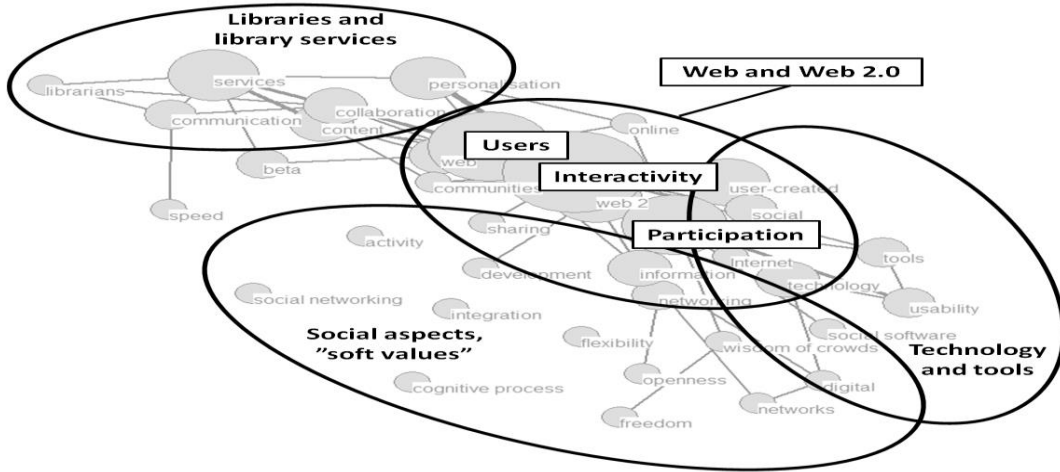 Libraries and
library services
services
personalisation
librarians
Web and Web 2.0
collaboration
communication
content
online
Users
web
beta
Interactivity
communities
user-created
web 2
speed
sharing
social
Participation
activity
Internet
tools
development
information
technology
social networking
networking
usability
integration
Social aspects,
"soft values"
flexibility
social software
wisdom of crowds
Technology
and tools
openness
cognitive process
digital
networks
freedom